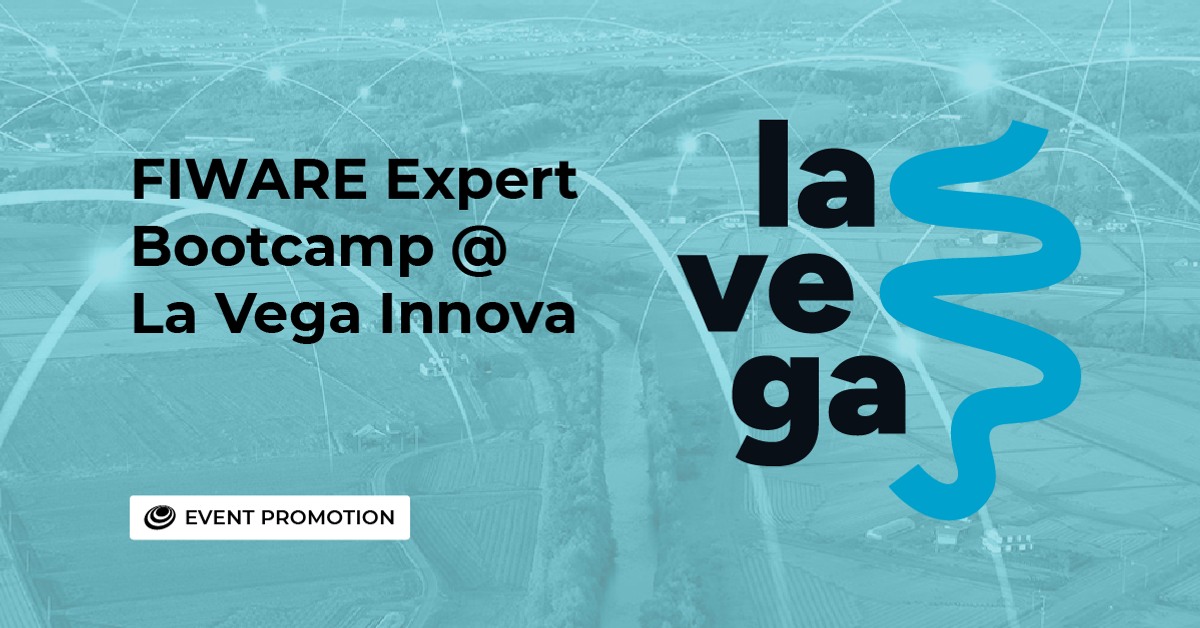 FIWARE Expert
Bootcamp @
La Vega Innova
la
ve
ga
EVENT PROMOTION